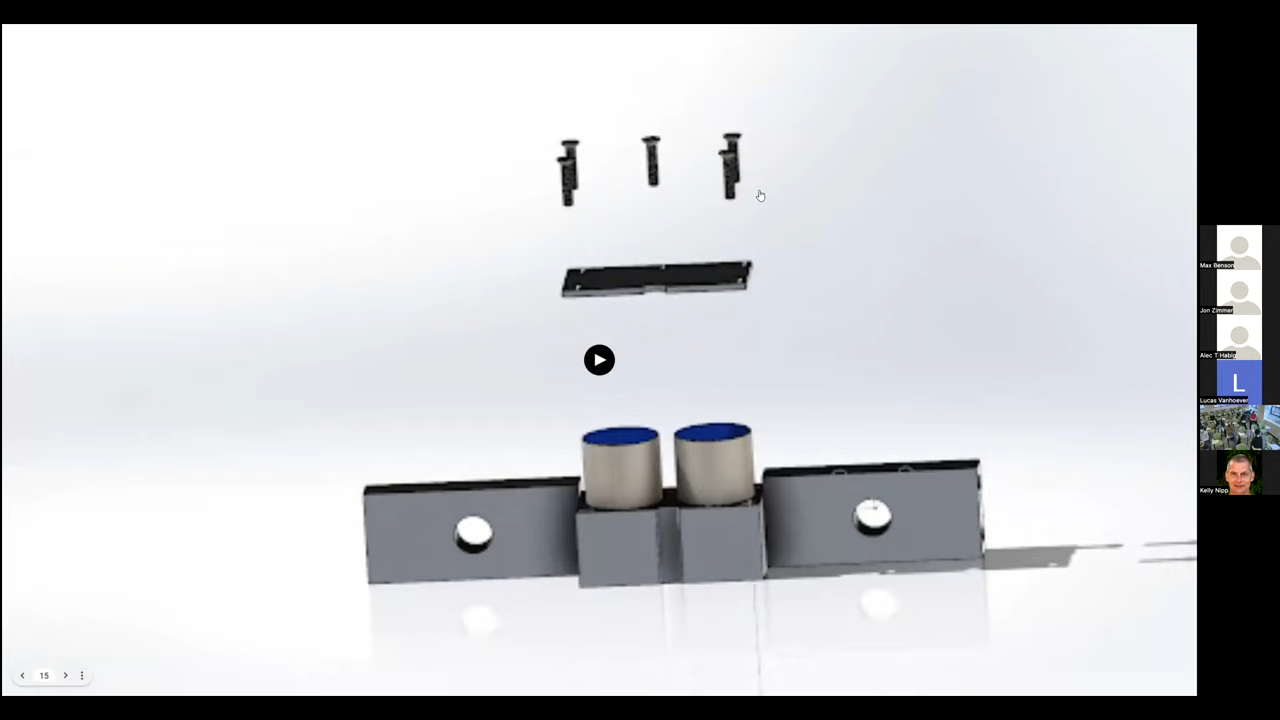 Max Benson
Jon Zimmer
Alec T Habig
L
Lucas Vanhoever
Kelly Nipp
15